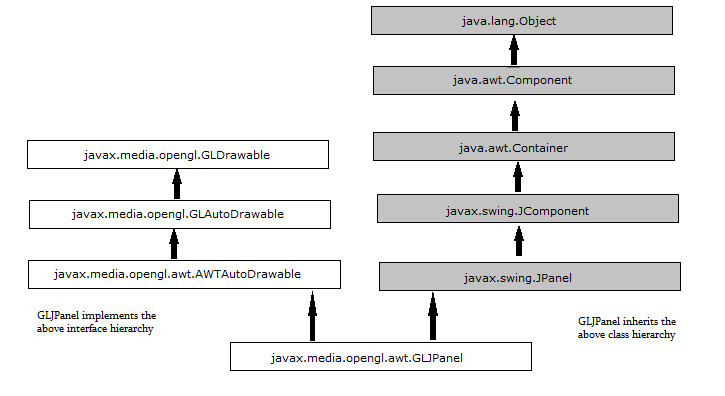 java.lang.Object
java.awt.Component
java.awt.Container
javax.media.opengl.GLDrawable
javax.media.opengl.GLAutoDrawable
javax.swing.JComponent
javax.media.opengl.awt.AWTAutoDrawable
javax.swing.JPanel
GLJPanel implements the
above interface hierarchy
GLJPanel inherits the
above class hierarchy
javax.media.opengl.awt.GLJPanel